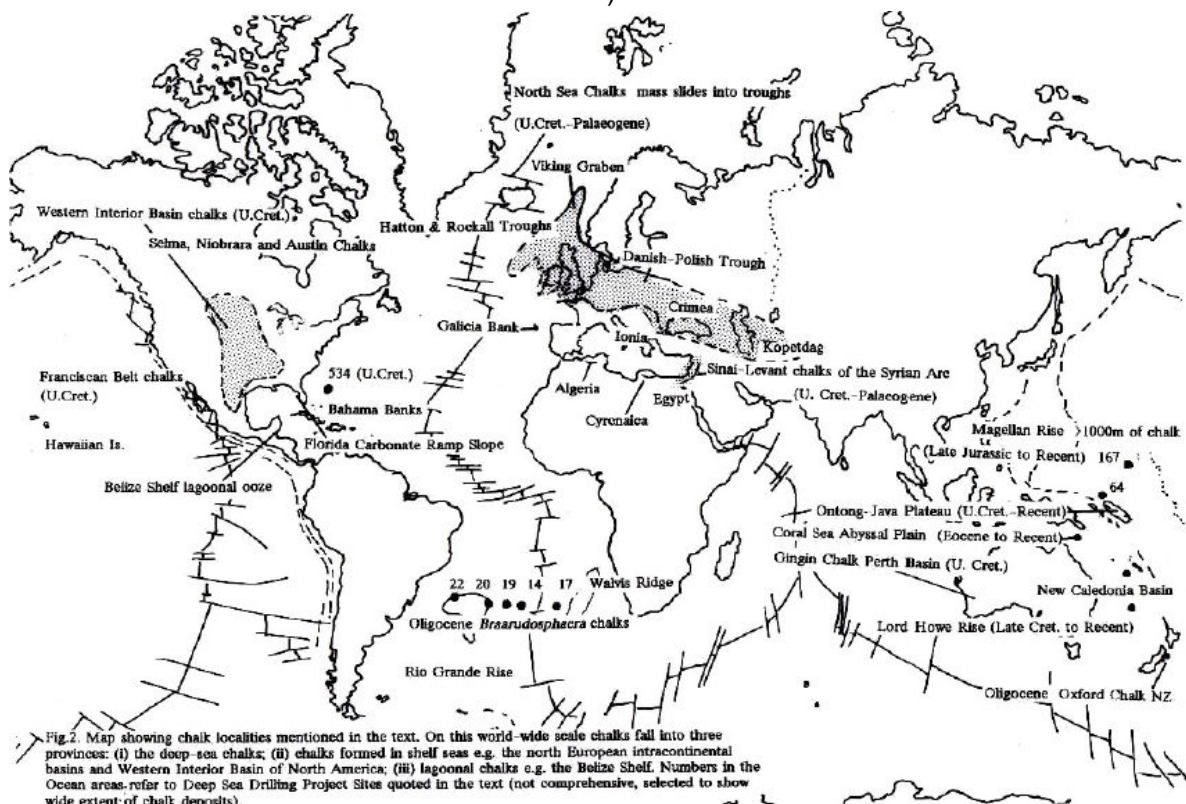 North Sea Chalks mass slides into troughs
(U.Cret.-Palaeogene)
Viking Graben
Western Interior Basin chalks (U.Cret.)
Hatton & Rockall Troughs
Selma, Niobrara and Austin Chalks
Danish-Polish Trough
Crimea
Galicia Bank
Ionia
Kopetdag
Franciscan Belt chalks
(U.Cret.)
534 (U.Cret.)
Algeria
Sinai-Levant chalks of the Syrian Arc
Egypt
(U. Cret.-Palaeogene)
Bahama Banks
Cyrenaica
Hawaiian Is.
Florida Carbonate Ramp Slope
Magellan Rise >1000m of chalk
(Late Jurassic to Recent) 167
Belize Shelf lagoonal ooze
64
Ontong-Java Plateau (U.Cret.-Recent)
Coral Sea Abyssal Plain (Eocene to Recent)
Gingin Chalk Perth Basin (U. Cret.)
22 20 19 14 17 Walvis Ridge
New Caledonia Basin
Oligocene Braarudosphaera chalks
Lord Howe Rise (Late Cret. to Recent)
Rio Grande Rise
Oligocene Oxford Chalk NZ
Fig.2. Map showing chalk localities mentioned in the text. On this world-wide scale chalks fall into three
provinces: (i) the deep-sea chalks; (ii) chalks formed in shelf seas e.g. the north European intracontinental
basins and Western Interior Basin of North America; (iii) lagoonal chalks e.g. the Belize Shelf. Numbers in the
Ocean areas refer to Deep Sea Drilling Project Sites quoted in the text (not comprehensive, selected to show
wide extent of chalk deposits).